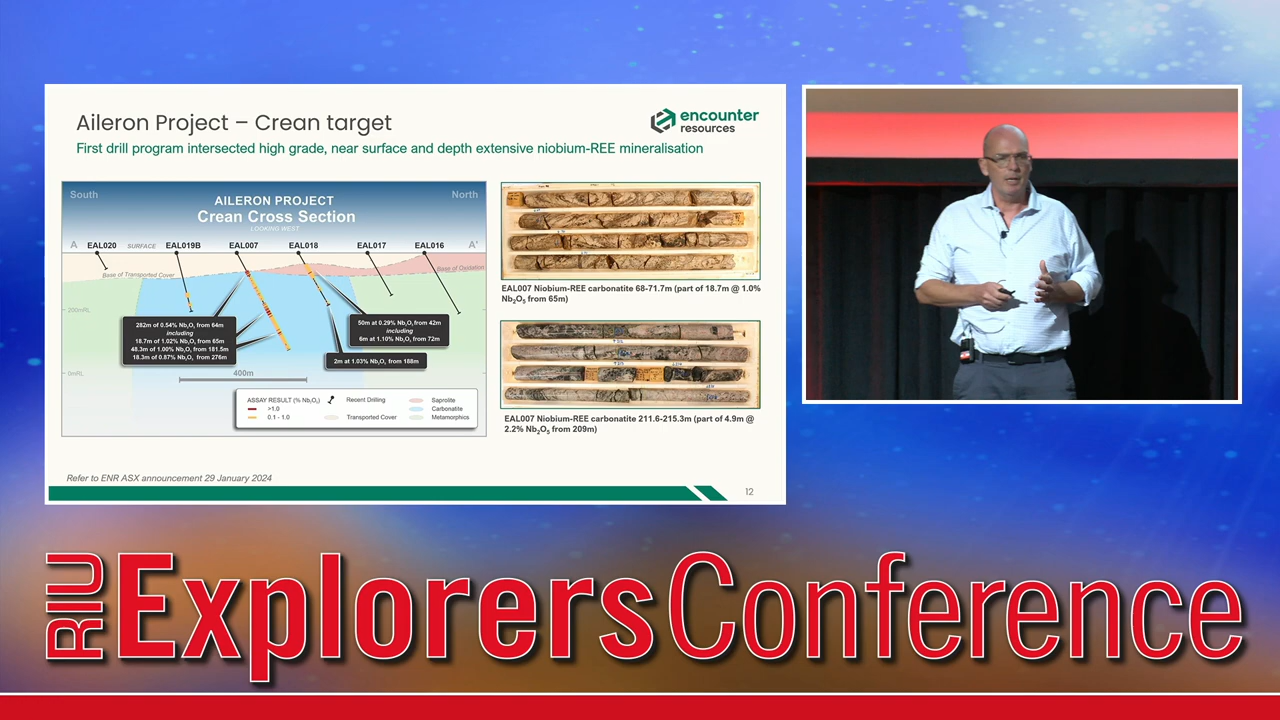 Aileron Project – Crean target
encounter
resources
First drill program intersected high grade, near surface and depth extensive niobium-REE mineralisation
South
North
AILERON PROJECT
Crean Cross Section
LOOKING WEST
A
EAL020
SURFACE
EAL019B
EAL007
EAL018
EAL017
EAL016
A'
Base of Transported Cover
Base of Oxidation
200mRL
282m of 0.54% Nb₂O₅ from 64m
including
18.7m of 1.02% Nb₂O₅ from 65m
48.3m of 1.00% Nb₂O₅ from 181.5m
18.3m of 0.87% Nb₂O₅ from 276m
50m at 0.29% Nb₂O₅ from 42m
including
6m at 1.10% Nb₂O₅ from 72m
2m at 1.03% Nb₂O₅ from 188m
0mRL
400m
ASSAY RESULT (% Nb₂O₅)
>1.0
0.1 - 1.0
Recent Drilling
Transported Cover
Saprolite
Carbonatite
Metamorphics
EAL007 Niobium-REE carbonatite 68-71.7m (part of 18.7m @ 1.0%
Nb₂O₅ from 65m)
EAL007 Niobium-REE carbonatite 211.6-215.3m (part of 4.9m @
2.2% Nb₂O₅ from 209m)
Refer to ENR ASX announcement 29 January 2024
12
RIU ExplorersConference